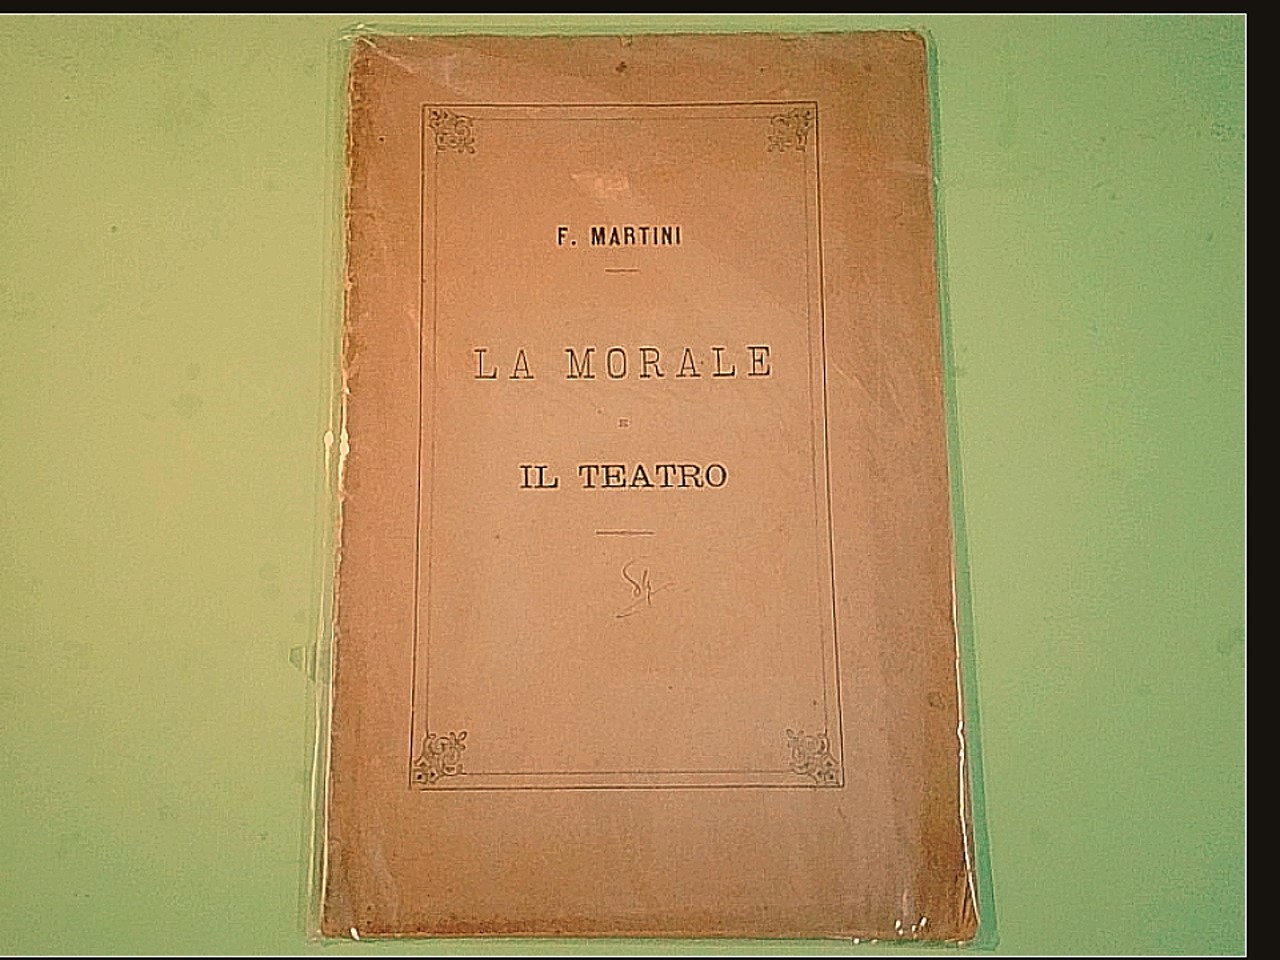 F. MARTINI
LA MORALE
E
IL TEATRO